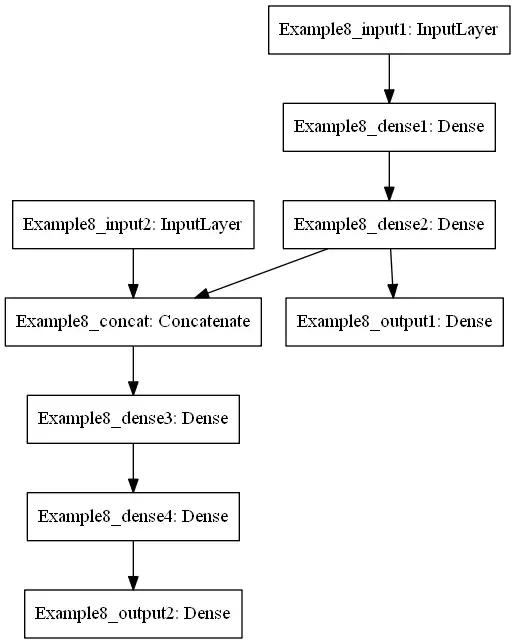 Example8_input1: InputLayer
Example8_dense1: Dense
Example8_input2: InputLayer
Example8_dense2: Dense
Example8_concat: Concatenate
Example8_output1: Dense
Example8_dense3: Dense
Example8_dense4: Dense
Example8_output2: Dense